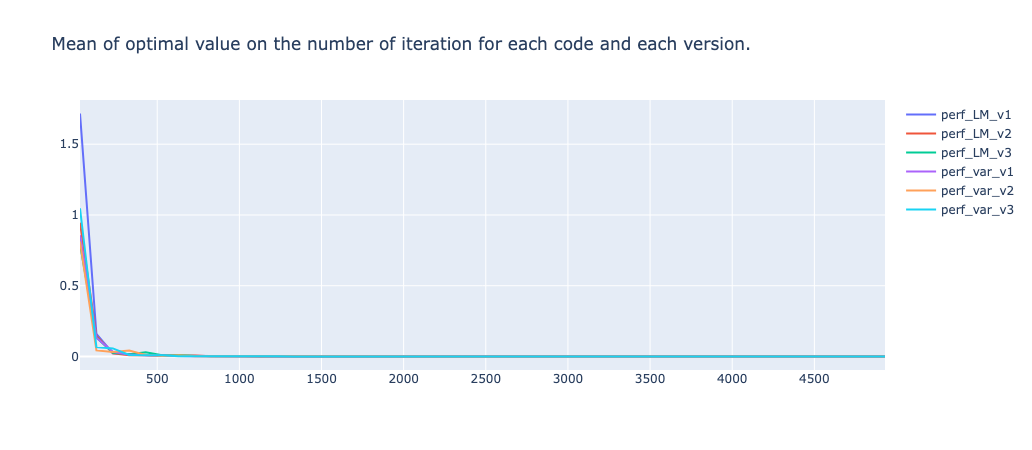 Mean of optimal value on the number of iteration for each code and each version.
perf_LM_v1
perf_LM_v2
perf_LM_v3
perf_var_v1
perf_var_v2
perf_var_v3
1.5
1
0.5
0
500 1000 1500 2000 2500 3000 3500 4000 4500